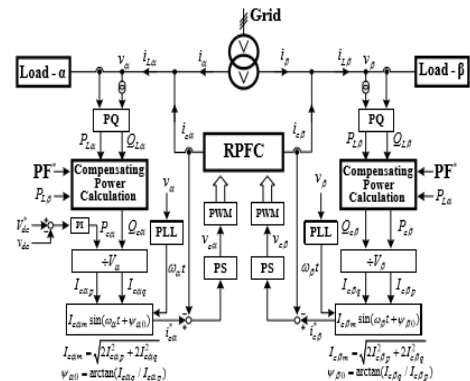 Grid
V
V
Load - α
v_α
i_Lα
i_α
i_β
i_Lβ
v_β
Load - β
PQ
i_cα
RPFC
i_cβ
PQ
P_Lα
Q_Lα
P_Lβ
Q_Lβ
PF*
Compensating
Power
Calculation
P_Lβ
v_α
PWM
PWM
v_β
Compensating
Power
Calculation
PF*
P_Lα
V*_dc
v_dc
PI
P_cα
Q_cα
PLL
v_cα
v_cβ
PLL
Q_cβ
P_cβ
÷V_α
PS
PS
÷V_β
I_cαp
I_cαq
ω_α t
ω_β t
I_cβp
I_cβq
I_cαm sin(ω_α t + ψ_α0)
i*_cα
i*_cβ
I_cβm sin(ω_β t + ψ_β0)
I_cαm = √(2I²_cαp + 2I²_cαq)
ψ_α0 = arctan(I_cαq / I_cαp)
I_cβm = √(2I²_cβp + 2I²_cβq)
ψ_β0 = arctan(I_cβq / I_cβp)